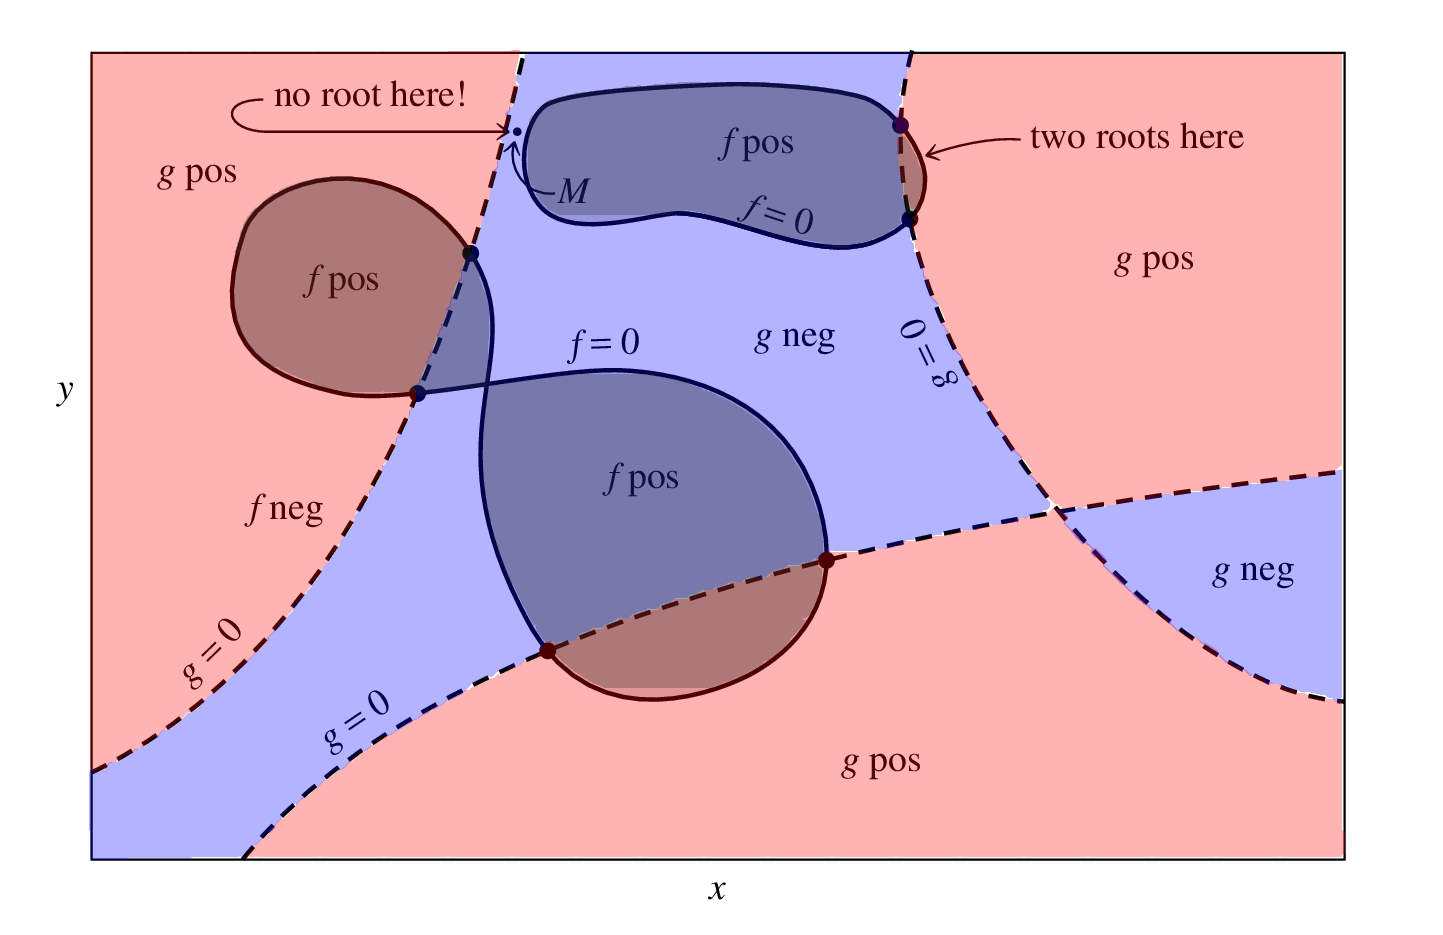 no root here!
f pos
two roots here
g pos
M
f = 0
g pos
f pos
f = 0
g neg
g = 0
y
f pos
f neg
g neg
g = 0
g = 0
g pos
x